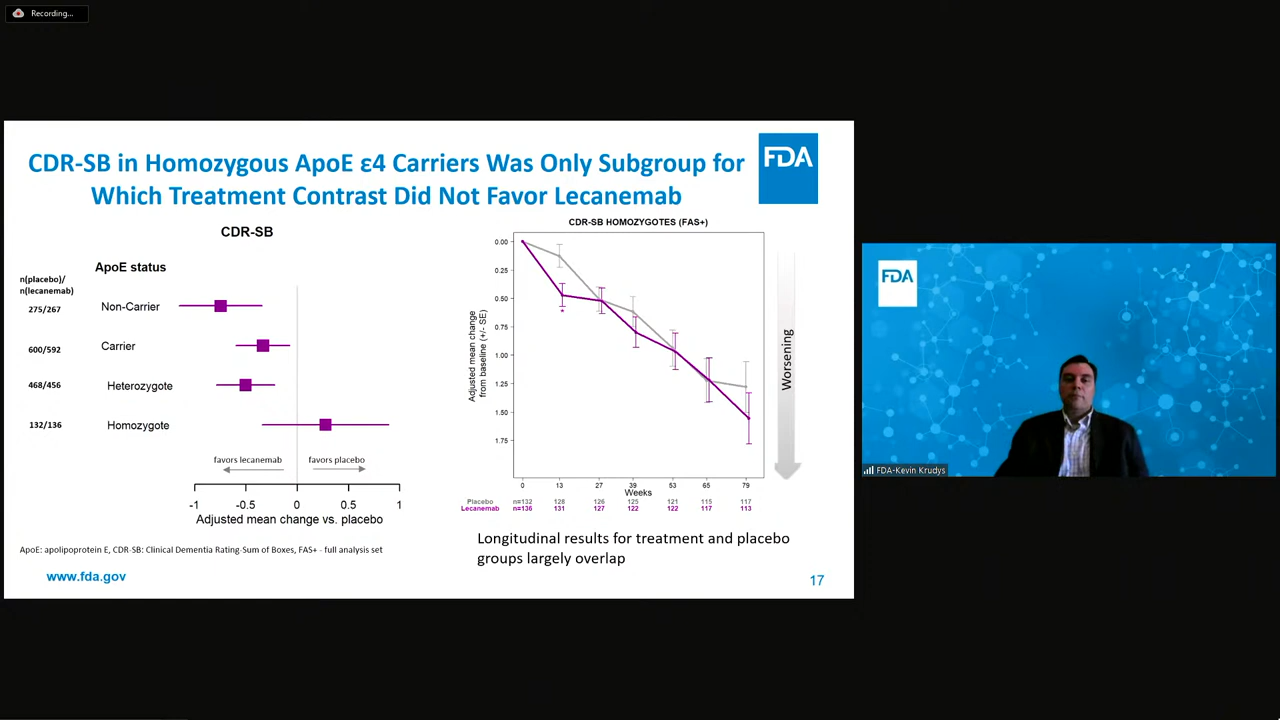 Recording...
CDR-SB in Homozygous ApoE ε4 Carriers Was Only Subgroup for
Which Treatment Contrast Did Not Favor Lecanemab
FDA
CDR-SB
n(placebo)/
n(lecanemab)
ApoE status
275/267 Non-Carrier
600/592 Carrier
468/456 Heterozygote
132/136 Homozygote
favors lecanemab favors placebo
-1 -0.5 0 0.5 1
Adjusted mean change vs. placebo
CDR-SB HOMOZYGOTES (FAS+)
Adjusted mean change
from baseline (+/- SE)
0.00
0.25
0.50
0.75
1.00
1.25
1.50
1.75
*
0 13 27 39 53 65 79
Weeks
Placebo n=132 128 126 125 121 115 117
Lecanemab n=136 131 127 122 122 117 113
Worsening
Longitudinal results for treatment and placebo
groups largely overlap
ApoE: apolipoprotein E, CDR-SB: Clinical Dementia Rating-Sum of Boxes, FAS+ - full analysis set
www.fda.gov
17
FDA
FDA-Kevin Krudys